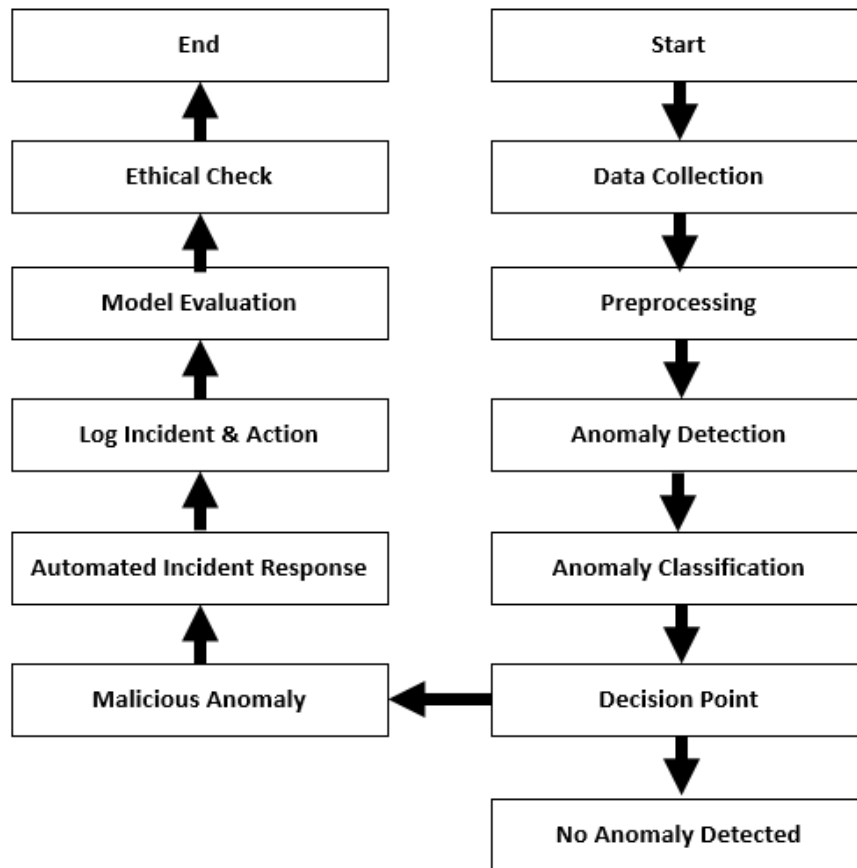 End
Start
Ethical Check
Data Collection
Model Evaluation
Preprocessing
Log Incident & Action
Anomaly Detection
Automated Incident Response
Anomaly Classification
Malicious Anomaly
Decision Point
No Anomaly Detected